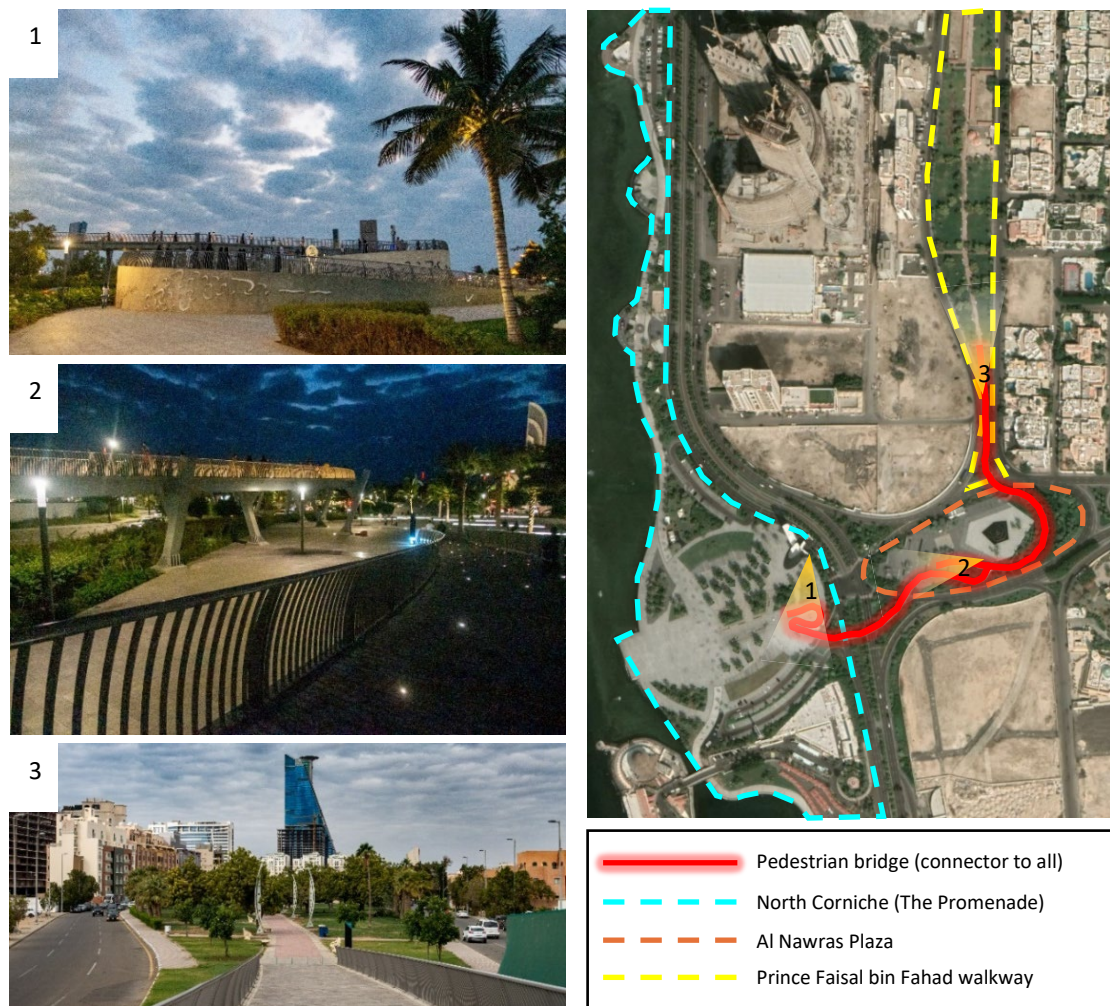 1
2
3
3
2
1
Pedestrian bridge (connector to all)
North Corniche (The Promenade)
Al Nawras Plaza
Prince Faisal bin Fahad walkway